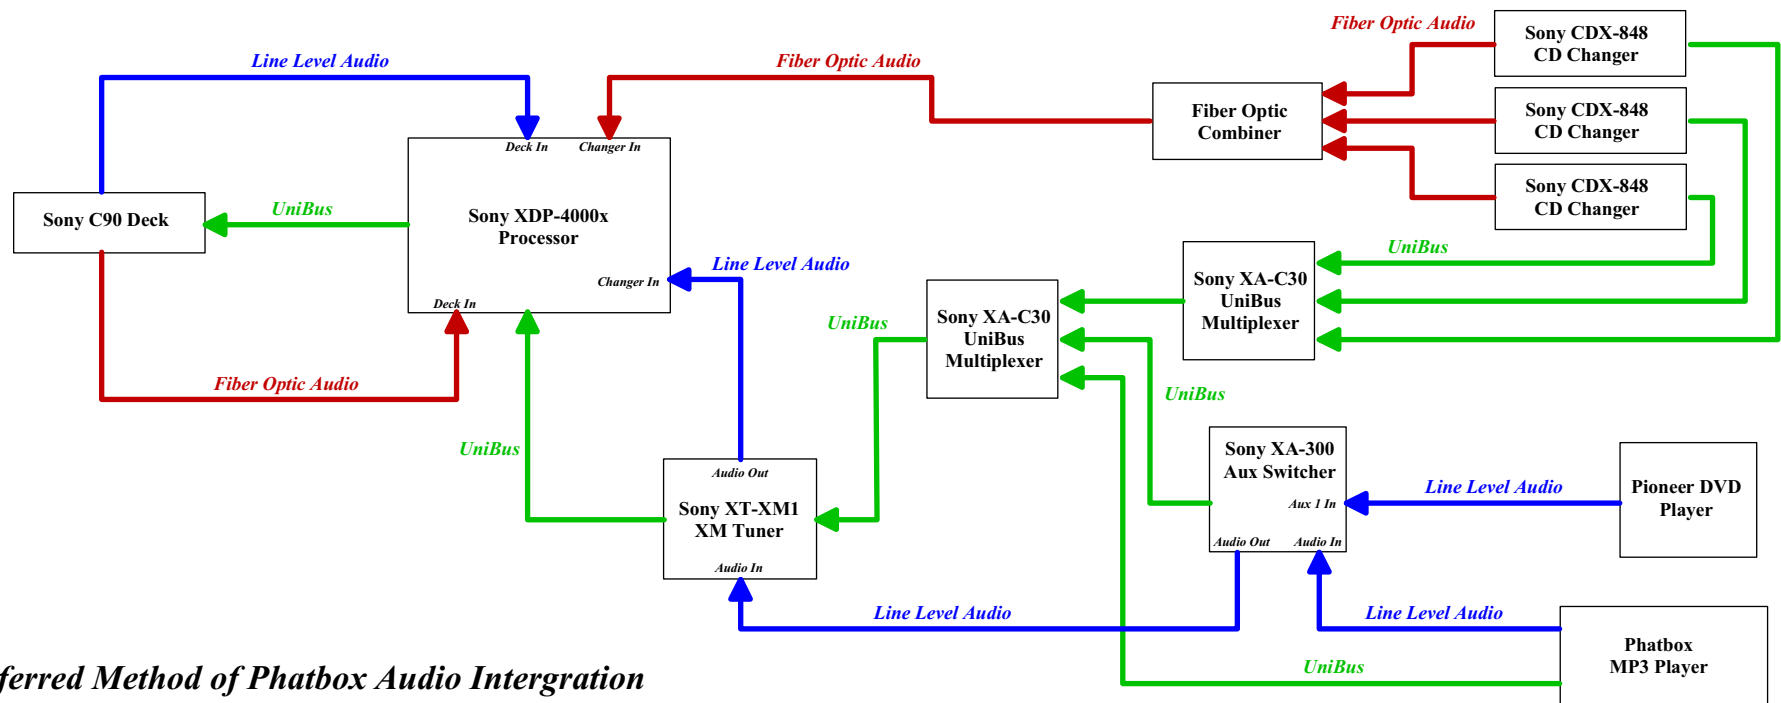 Fiber Optic Audio
Sony CDX-848
CD Changer
Line Level Audio
Fiber Optic Audio
Fiber Optic
Combiner
Sony CDX-848
CD Changer
Deck In
Changer In
Sony CDX-848
CD Changer
Sony C90 Deck
UniBus
Sony XDP-4000x
Processor
Changer In
Deck In
Line Level Audio
UniBus
Sony XA-C30
UniBus
Multiplexer
Sony XA-C30
UniBus
Multiplexer
UniBus
Fiber Optic Audio
UniBus
UniBus
Audio Out
Sony XT-XM1
XM Tuner
Audio In
Sony XA-300
Aux Switcher
Aux 1 In
Audio Out
Audio In
Line Level Audio
Pioneer DVD
Player
Line Level Audio
Line Level Audio
Phatbox
MP3 Player
UniBus
Method of Phatbox Audio Intergration